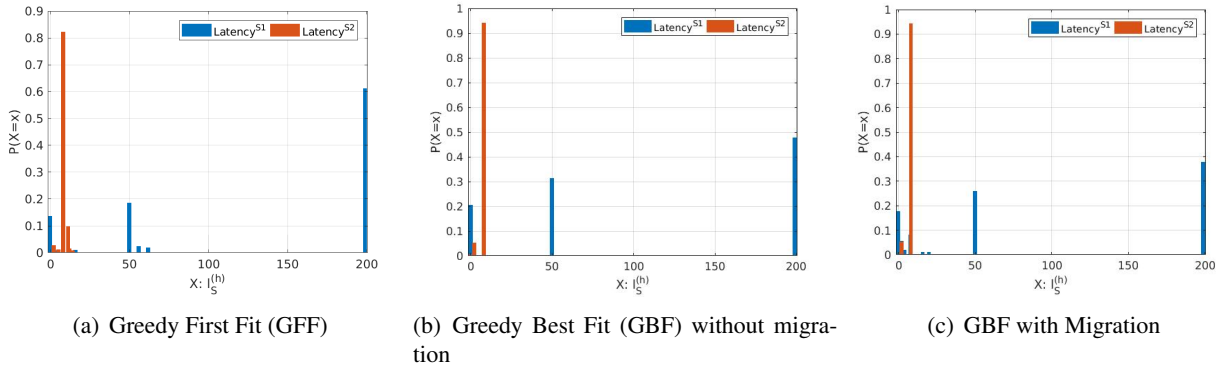 0.9
0.8
0.7
0.6
0.5
0.4
0.3
0.2
0.1
0
P(X=x)
Latency^S1 Latency^S2
0 50 100 150 200
X: I_S^(h)
(a) Greedy First Fit (GFF)
1
0.9
0.8
0.7
0.6
0.5
0.4
0.3
0.2
0.1
0
P(X=x)
Latency^S1 Latency^S2
0 50 100 150 200
X: I_S^(h)
(b) Greedy Best Fit (GBF) without migra-
tion
1
0.9
0.8
0.7
0.6
0.5
0.4
0.3
0.2
0.1
0
P(X=x)
Latency^S1 Latency^S2
0 50 100 150 200
X: I_S^(h)
(c) GBF with Migration